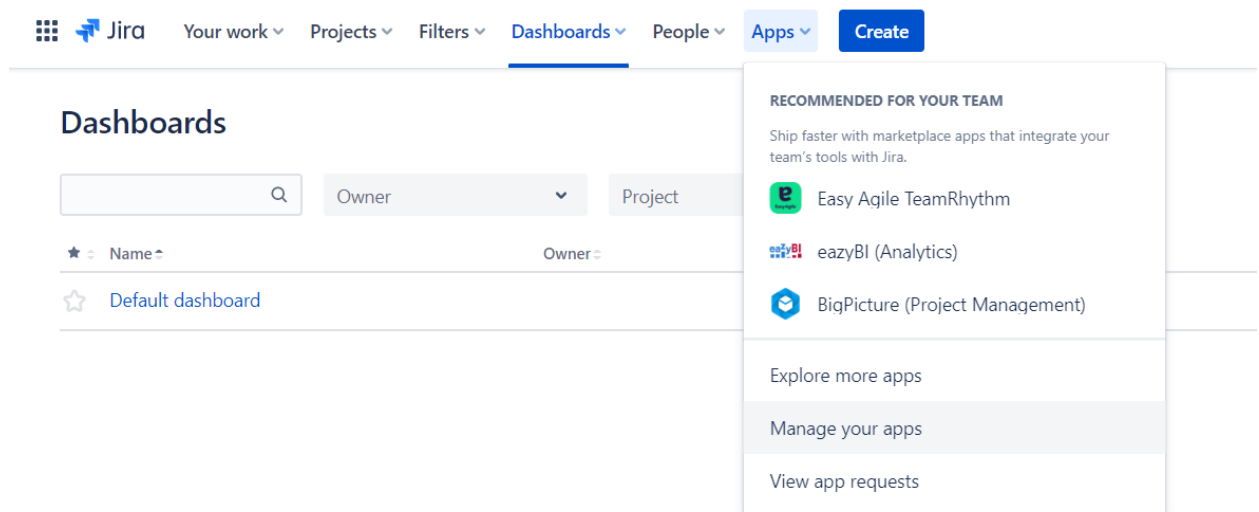 Jira Your work Projects Filters Dashboards People Apps Create
Dashboards
Owner Project
Name Owner
Default dashboard
RECOMMENDED FOR YOUR TEAM
Ship faster with marketplace apps that integrate your
team's tools with Jira.
Easy Agile TeamRhythm
eazyBI
eazyBI (Analytics)
BigPicture (Project Management)
Explore more apps
Manage your apps
View app requests